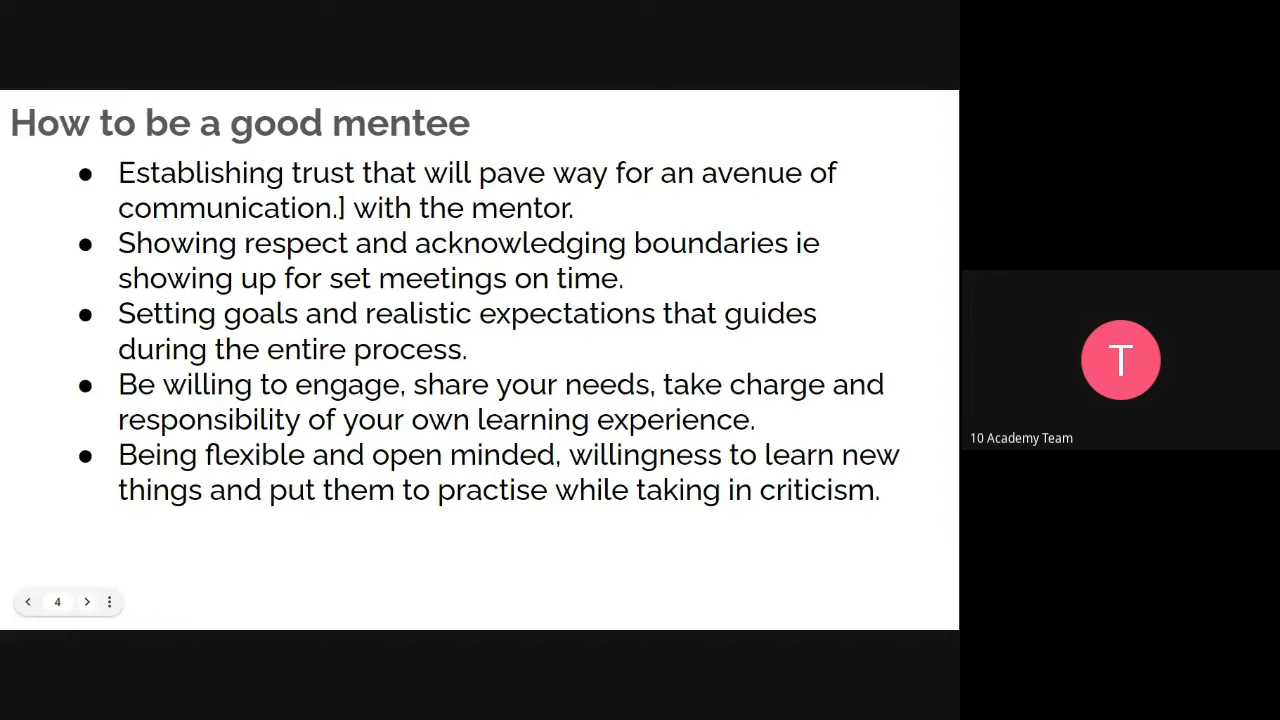 How to be a good mentee
● Establishing trust that will pave way for an avenue of
communication.] with the mentor.
● Showing respect and acknowledging boundaries ie
showing up for set meetings on time.
● Setting goals and realistic expectations that guides
during the entire process.
● Be willing to engage, share your needs, take charge and
responsibility of your own learning experience.
● Being flexible and open minded, willingness to learn new
things and put them to practise while taking in criticism.
4
T
10 Academy Team